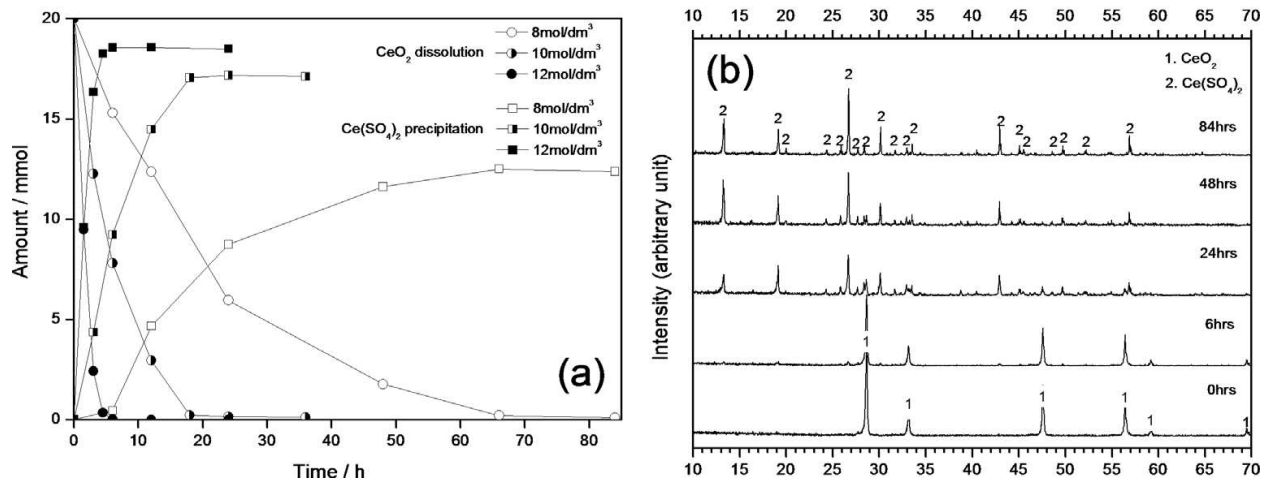 20
15
10
5
0
Amount / mmol
0 20 40 60 80
Time / h
8mol/dm³
CeO₂ dissolution 10mol/dm³
12mol/dm³
8mol/dm³
Ce(SO₄)₂ precipitation 10mol/dm³
12mol/dm³
(a)
10 15 20 25 30 35 40 45 50 55 60 65 70
(b)
1. CeO₂
2. Ce(SO₄)₂
2 2 2 2 2 2 2 2 2 2 2 2 2 2 2 2 2 2 2
84hrs
48hrs
24hrs
6hrs
1
0hrs
1 1 1 1 1
Intensity (arbitrary unit)
10 15 20 25 30 35 40 45 50 55 60 65 70